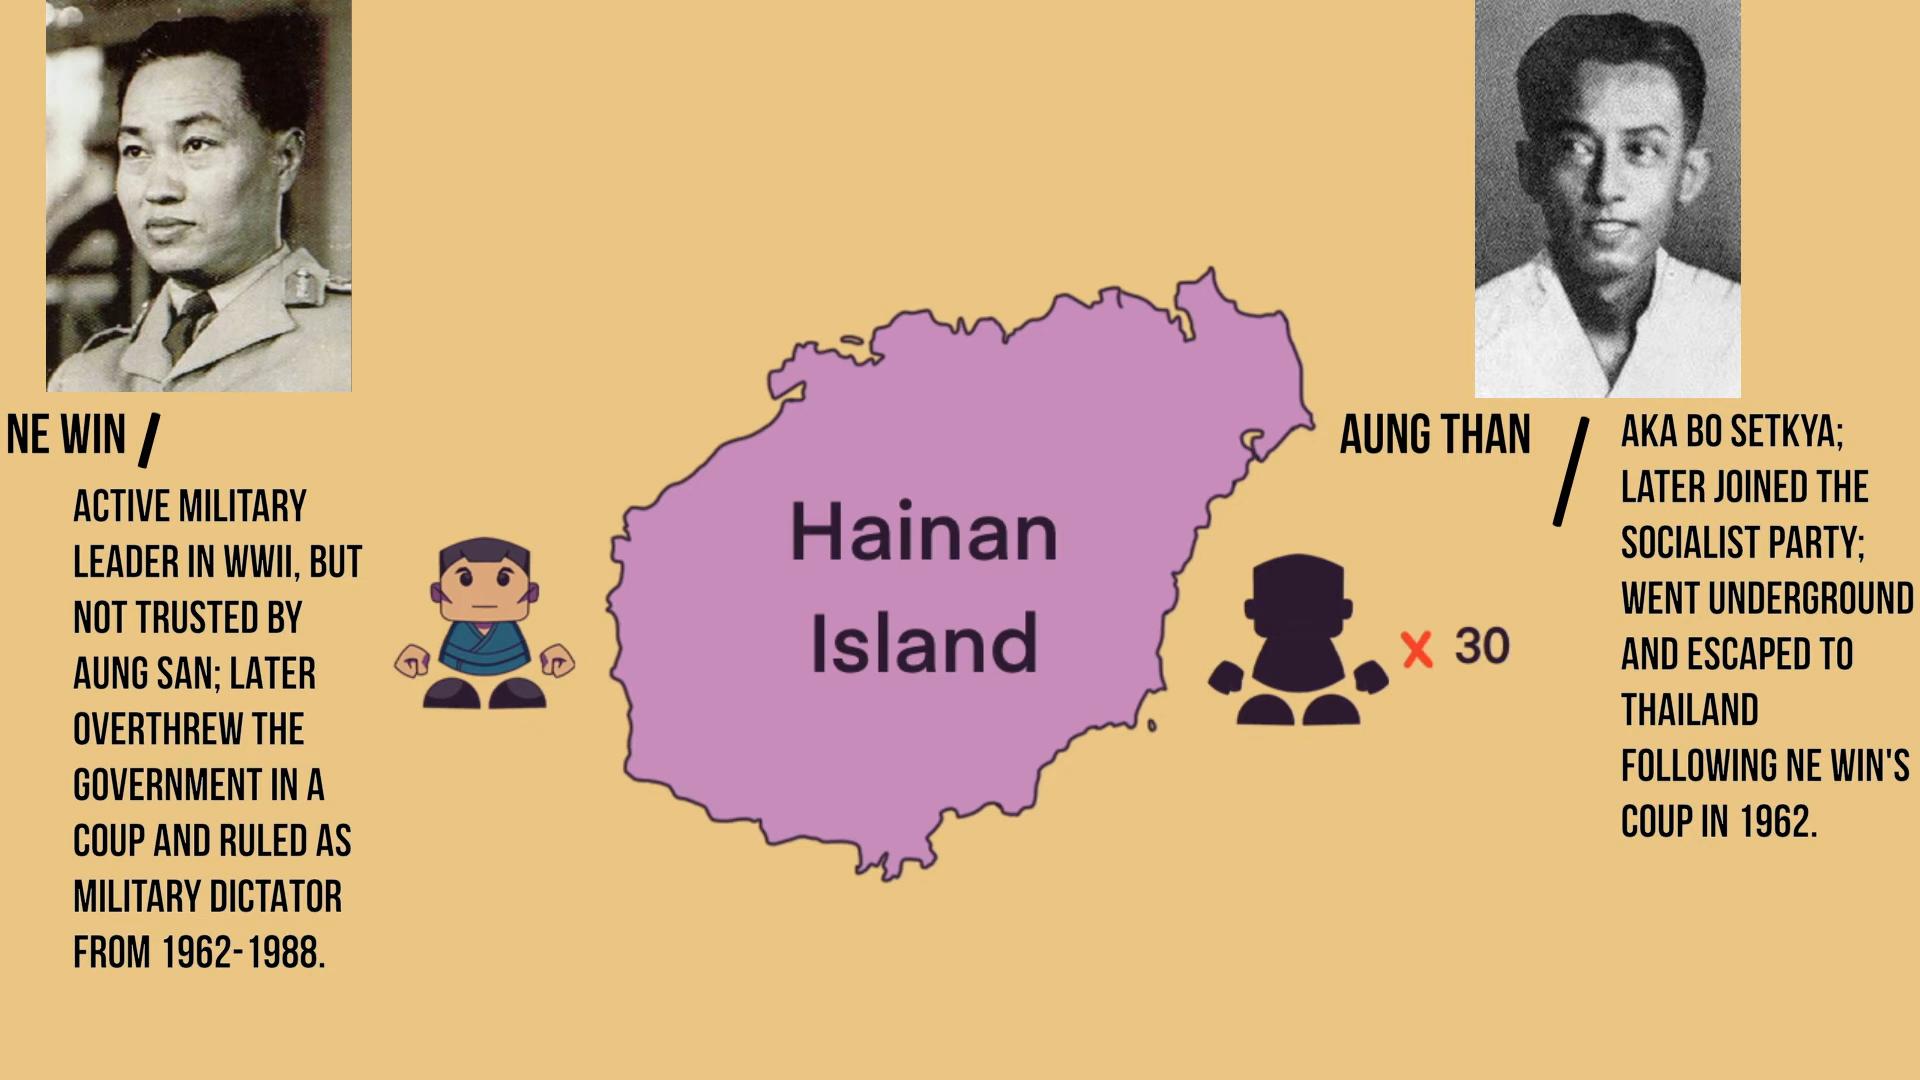 NE WIN /
ACTIVE MILITARY
LEADER IN WWII, BUT
NOT TRUSTED BY
AUNG SAN; LATER
OVERTHREW THE
GOVERNMENT IN A
COUP AND RULED AS
MILITARY DICTATOR
FROM 1962-1988.
Hainan
Island
X 30
AUNG THAN /
AKA BO SETKYA;
LATER JOINED THE
SOCIALIST PARTY;
WENT UNDERGROUND
AND ESCAPED TO
THAILAND
FOLLOWING NE WIN'S
COUP IN 1962.